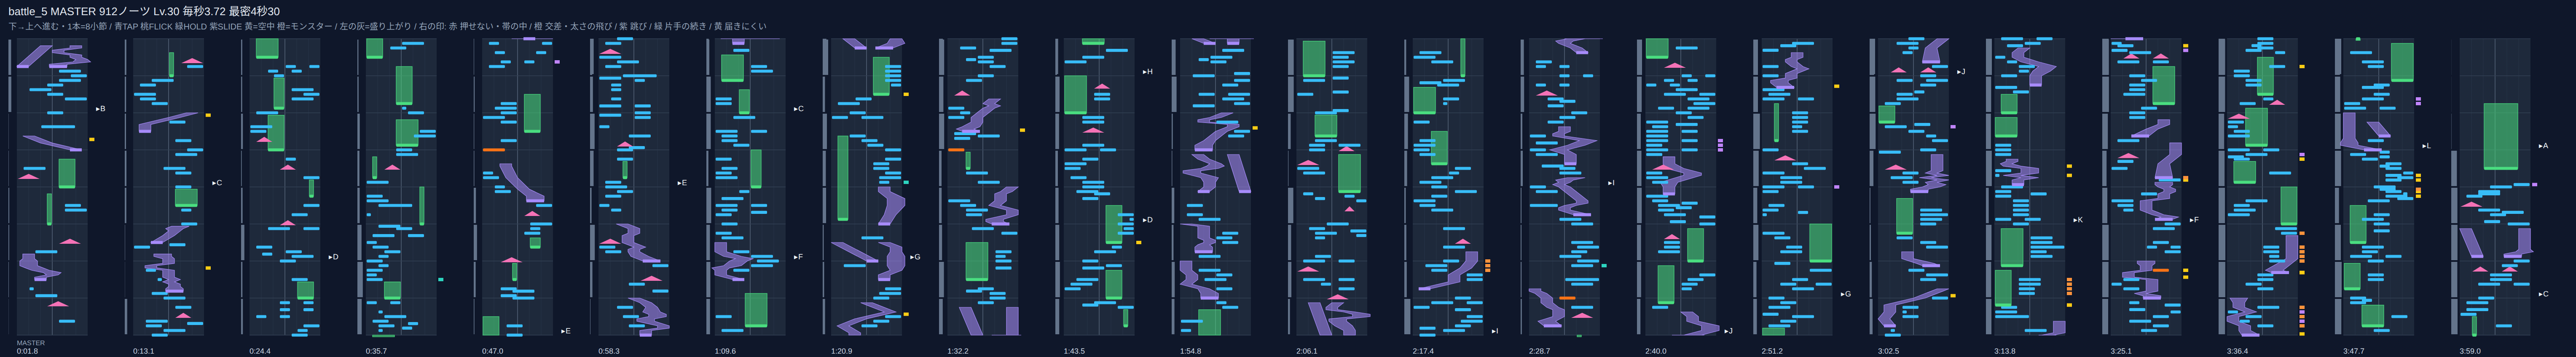 battle_5 MASTER 912ノーツ Lv.30 毎秒3.72 最密4秒30
下→上へ進む・1本=8小節 / 青TAP 桃FLICK 緑HOLD 紫SLIDE 黄=空中 橙=モンスター / 左の灰=盛り上がり / 右の印: 赤 押せない・帯の中 / 橙 交差・太さの飛び / 紫 跳び / 緑 片手の続き / 黄 届きにくい
▸H
▸J
▸B
▸C
▸L
▸A
▸C
▸E
▸I
▸D
▸K
▸F
▸D
▸F
▸G
▸G
▸C
▸E
▸I
▸J
MASTER
0:01.8 0:13.1 0:24.4 0:35.7 0:47.0 0:58.3 1:09.6 1:20.9 1:32.2 1:43.5 1:54.8 2:06.1 2:17.4 2:28.7 2:40.0 2:51.2 3:02.5 3:13.8 3:25.1 3:36.4 3:47.7 3:59.0